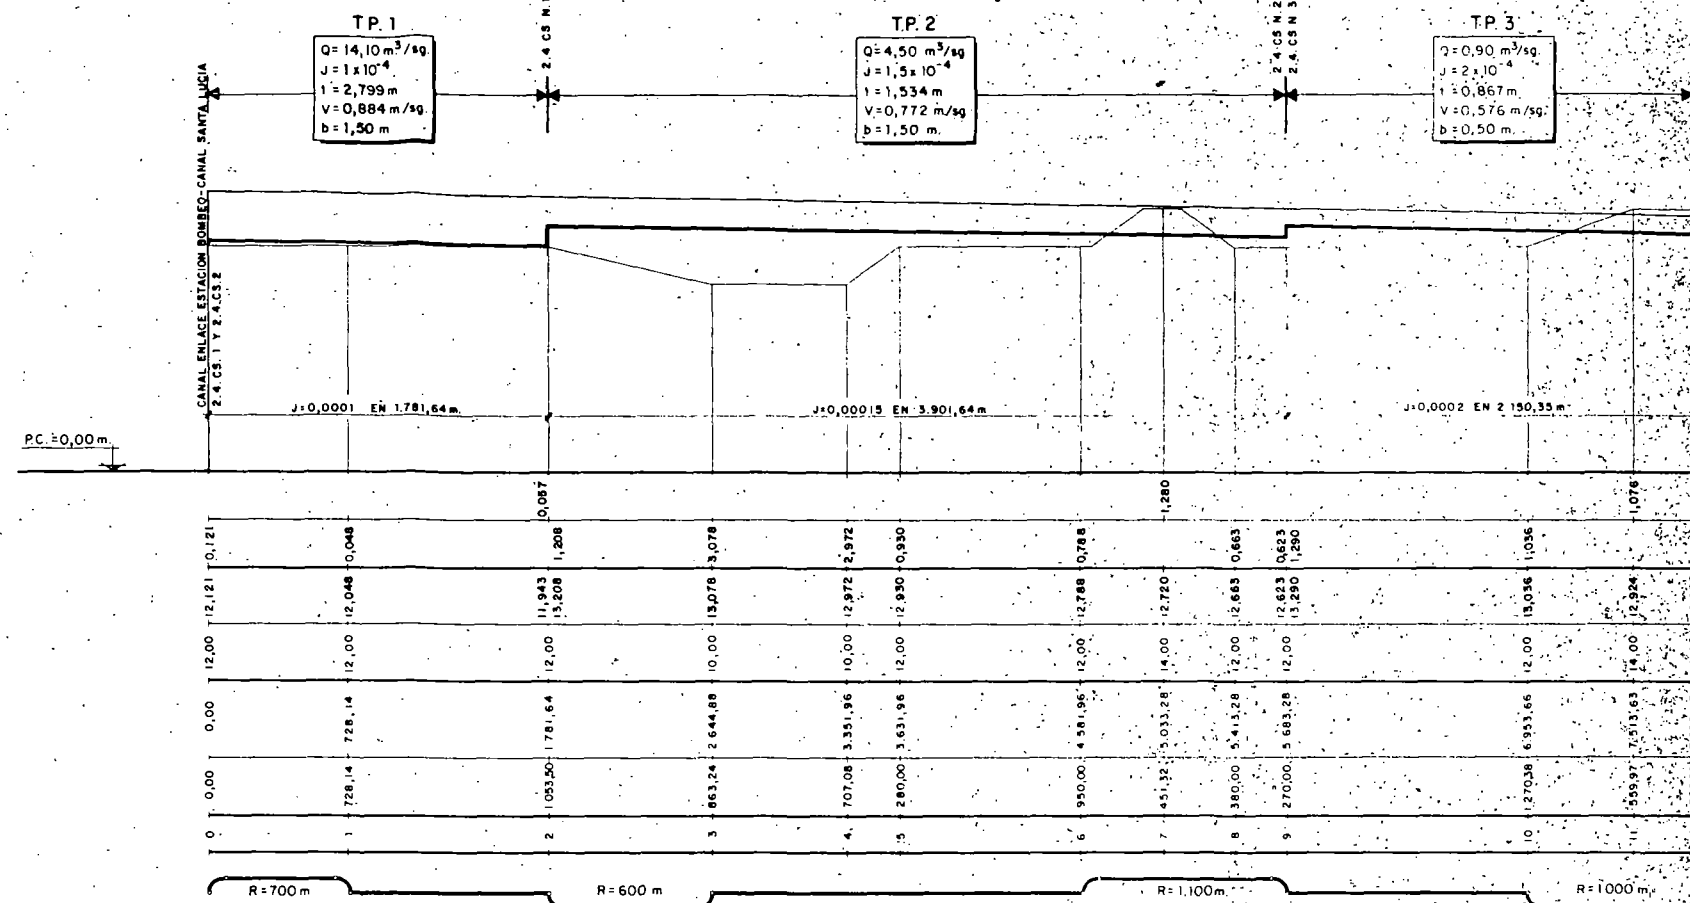 T.P. 1
Q= 14,10 m³/sg.
J = 1 x 10⁻⁴
t = 2,799 m
V = 0,884 m/sg.
b = 1,50 m
2.4 CS N.1
T.P. 2
Q= 4,50 m³/sg
J = 1,5 x 10⁻⁴
t = 1,534 m
V = 0,772 m/sg
b = 1,50 m.
2.4 CS N.2
2.4 CS N 3
T.P. 3
Q = 0,90 m³/sg.
J = 2 x 10⁻⁴
t = 0,867 m
V = 0,576 m/sg.
b = 0,50 m.
CANAL ENLACE ESTACION BOMBEO-CANAL SANTA LUCIA
2.4.CS. 1 Y 2.4.CS.2
J=0,0001 EN 1.781,64 m.
J=0,00015 EN 3.901,64 m
J=0,0002 EN 2 150,35 m
P.C.=0,00 m.
0,057 1,280 1,076
0,121 0,048 1,208 3,078 2,972 0,930 0,788 0,663 0,623 1,290 1,036
12,121 12,048 11,943 13,208 13,078 12,972 12,930 12,788 12,720 12,663 12,623 13,290 13,036 12,924
12,00 12,00 12,00 10,00 10,00 12,00 12,00 14,00 12,00 12,00 12,00 14,00
0,00 728,14 1 781,64 2 644,88 3.351,96 3.631,96 4 581,96 5.033,28 5.413,28 5 683,28 6 953,66 7.513,63
0,00 728,14 1 053,50 863,24 707,08 280,00 950,00 451,32 380,00 270,00 1 270,38 559,97
0 1 2 3 4 5 6 7 8 9 10 11
R = 700 m
R = 600 m
R = 1.100 m.
R = 1000 m